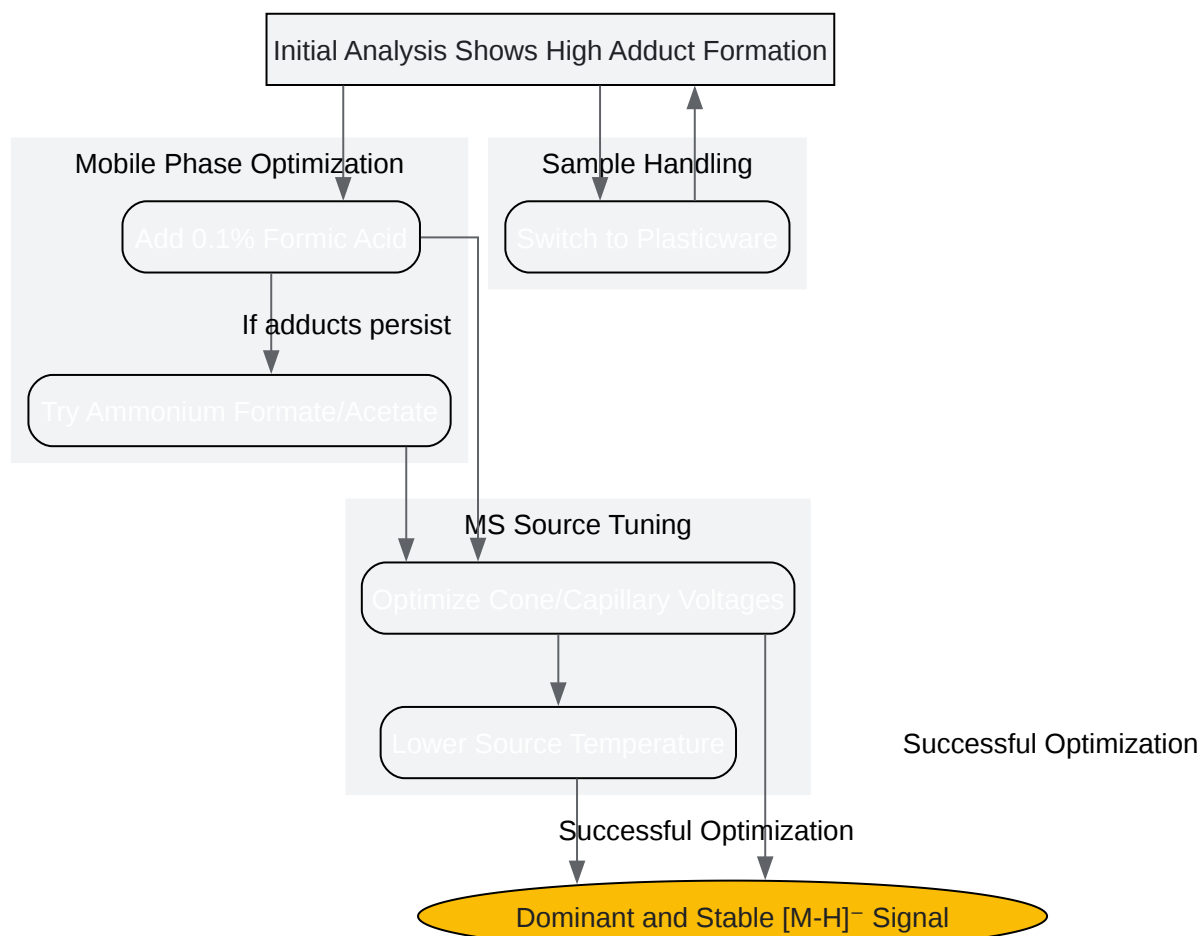 Initial Analysis Shows High Adduct Formation
Mobile Phase Optimization
Sample Handling
Add 0.1% Formic Acid
Switch to Plasticware
If adducts persist
Try Ammonium Formate/Acetate
MS Source Tuning
Optimize Cone/Capillary Voltages
Lower Source Temperature
Successful Optimization
Successful Optimization
Dominant and Stable [M-H]⁻ Signal